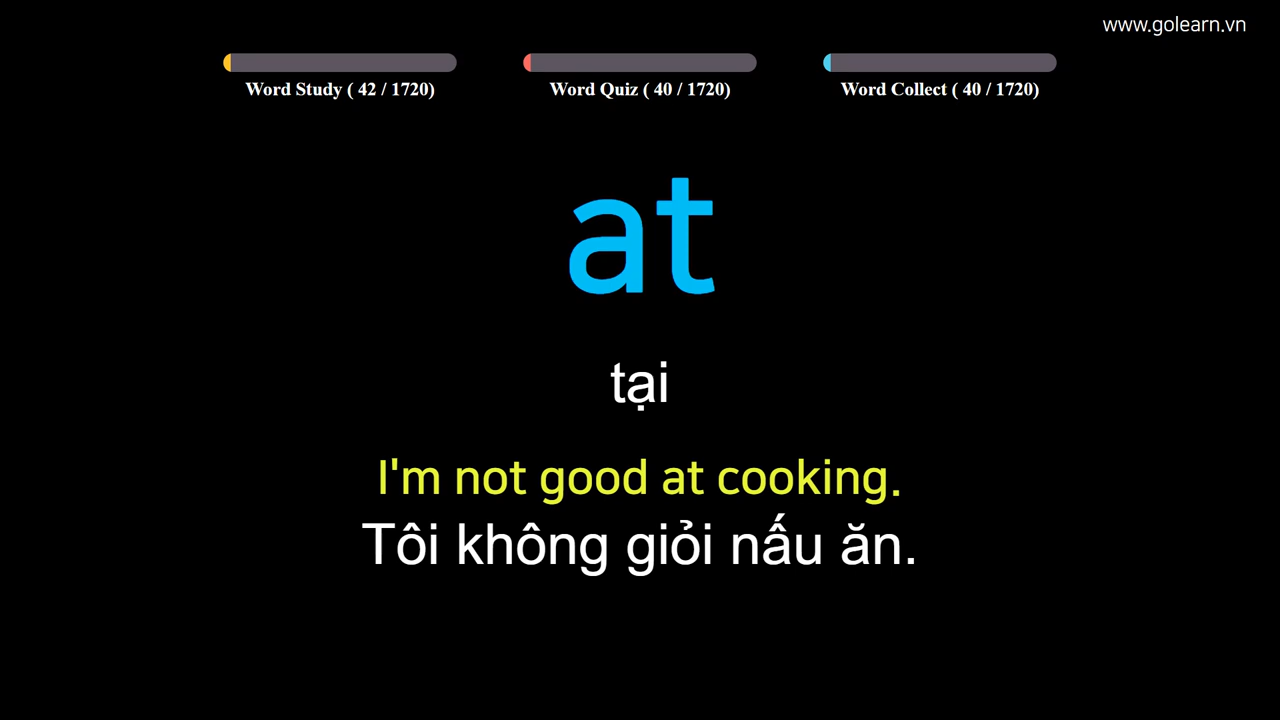 www.golearn.vn
Word Study ( 42 / 1720)
Word Quiz ( 40 / 1720)
Word Collect ( 40 / 1720)
at
tại
I'm not good at cooking.
Tôi không giỏi nấu ăn.